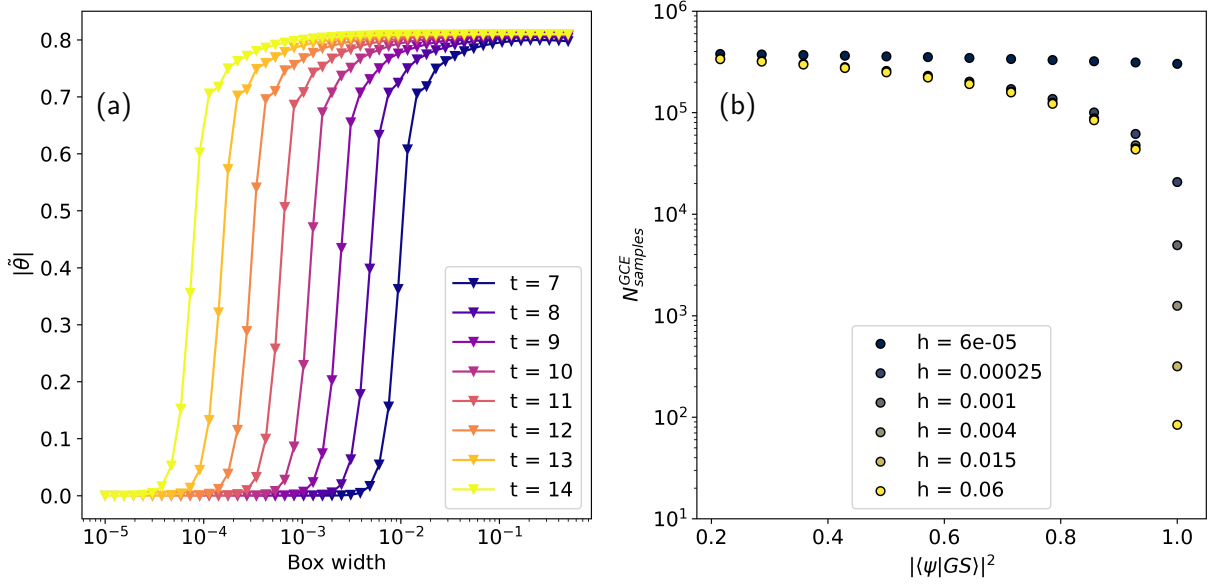 (a)
|θ̃|
0.8
0.7
0.6
0.5
0.4
0.3
0.2
0.1
0.0
t = 7
t = 8
t = 9
t = 10
t = 11
t = 12
t = 13
t = 14
10⁻⁵ 10⁻⁴ 10⁻³ 10⁻² 10⁻¹
Box width
(b)
N^{GCE}_{samples}
10⁶
10⁵
10⁴
10³
10²
10¹
h = 6e-05
h = 0.00025
h = 0.001
h = 0.004
h = 0.015
h = 0.06
0.2 0.4 0.6 0.8 1.0
|⟨ψ|GS⟩|²